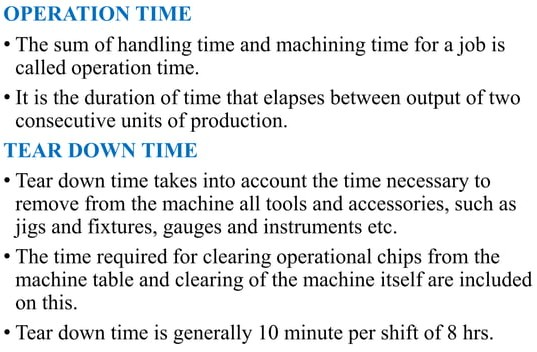 OPERATION TIME
• The sum of handling time and machining time for a job is
called operation time.
• It is the duration of time that elapses between output of two
consecutive units of production.
TEAR DOWN TIME
• Tear down time takes into account the time necessary to
remove from the machine all tools and accessories, such as
jigs and fixtures, gauges and instruments etc.
• The time required for clearing operational chips from the
machine table and clearing of the machine itself are included
on this.
• Tear down time is generally 10 minute per shift of 8 hrs.